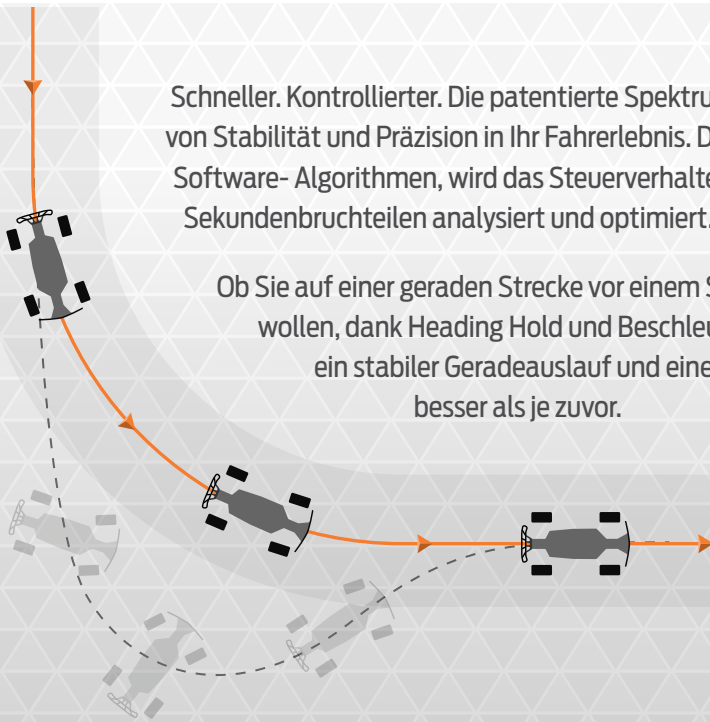 Schneller. Kontrollierter. Die patentierte Spektru
von Stabilität und Präzision in Ihr Fahrerlebnis. D
Software- Algorithmen, wird das Steuerverhalte
Sekundenbruchteilen analysiert und optimiert.
Ob Sie auf einer geraden Strecke vor einem S
wollen, dank Heading Hold und Beschleu
ein stabiler Geradeauslauf und eine
besser als je zuvor.